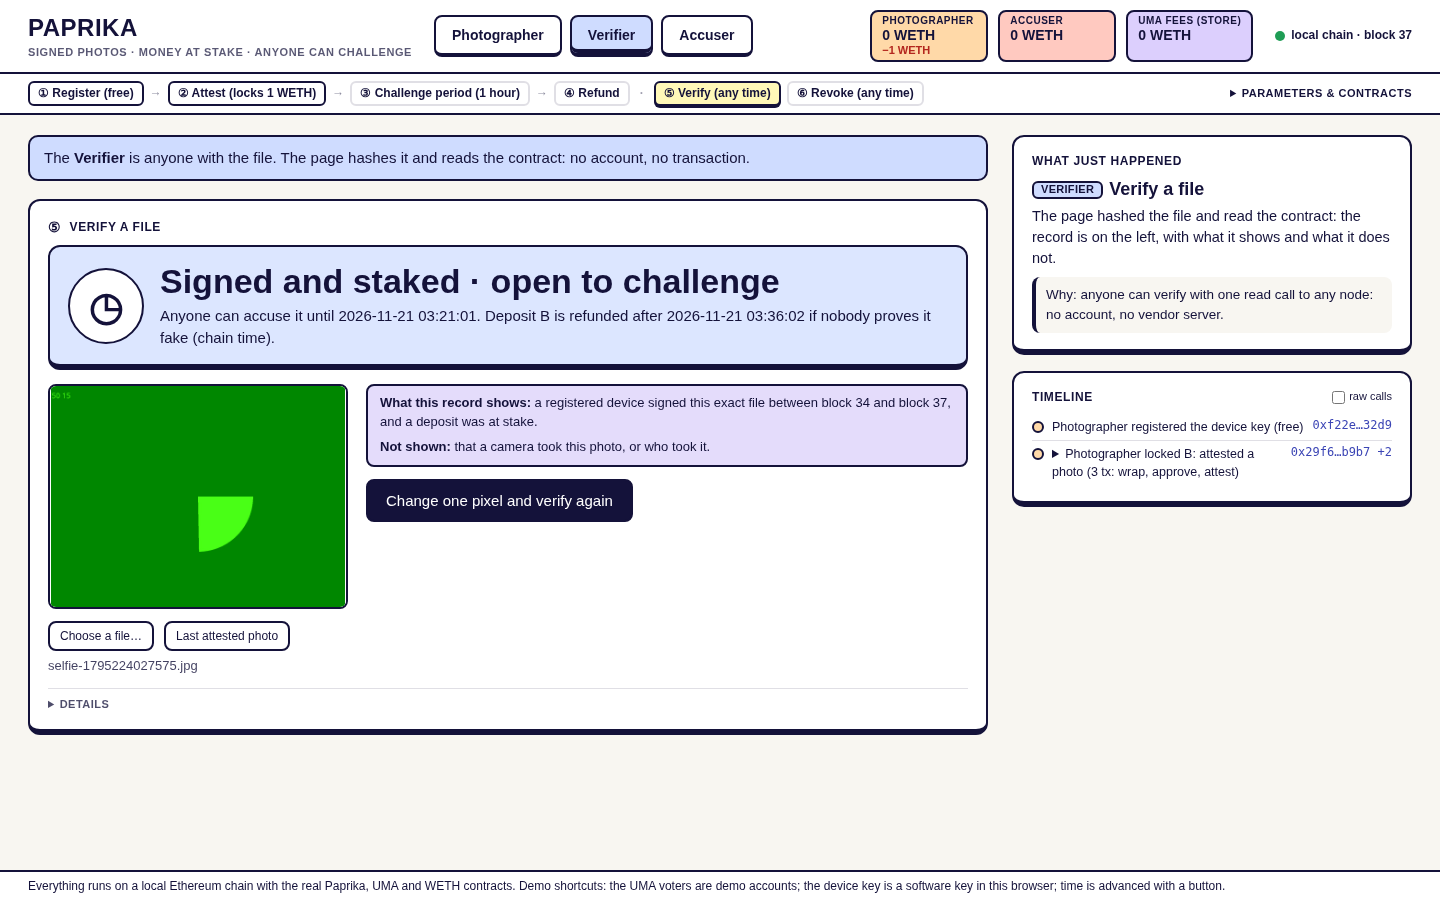 PAPRIKA
SIGNED PHOTOS · MONEY AT STAKE · ANYONE CAN CHALLENGE
Photographer
Verifier
Accuser
PHOTOGRAPHER
0 WETH
−1 WETH
ACCUSER
0 WETH
UMA FEES (STORE)
0 WETH
local chain · block 37
① Register (free) → ② Attest (locks 1 WETH) → ③ Challenge period (1 hour) → ④ Refund · ⑤ Verify (any time) ⑥ Revoke (any time)
▶ PARAMETERS & CONTRACTS
The Verifier is anyone with the file. The page hashes it and reads the contract: no account, no transaction.
⑤ VERIFY A FILE
Signed and staked · open to challenge
Anyone can accuse it until 2026-11-21 03:21:01. Deposit B is refunded after 2026-11-21 03:36:02 if nobody proves it
fake (chain time).
What this record shows: a registered device signed this exact file between block 34 and block 37,
and a deposit was at stake.
Not shown: that a camera took this photo, or who took it.
Change one pixel and verify again
Choose a file…
Last attested photo
selfie-1795224027575.jpg
▶ DETAILS
WHAT JUST HAPPENED
VERIFIER Verify a file
The page hashed the file and read the contract: the
record is on the left, with what it shows and what it does
not.
Why: anyone can verify with one read call to any node:
no account, no vendor server.
TIMELINE
raw calls
Photographer registered the device key (free) 0xf22e…32d9
▶ Photographer locked B: attested a 0x29f6…b9b7 +2
photo (3 tx: wrap, approve, attest)
Everything runs on a local Ethereum chain with the real Paprika, UMA and WETH contracts. Demo shortcuts: the UMA voters are demo accounts; the device key is a software key in this browser; time is advanced with a button.